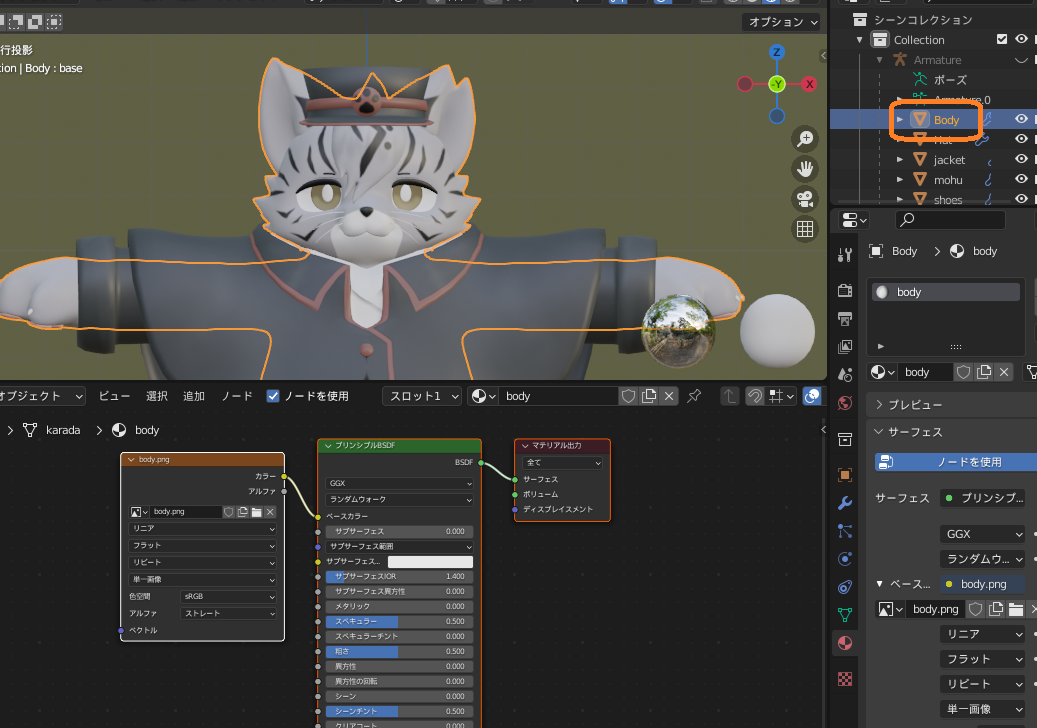 オプション
行投影
tion | Body : base
Z
-Y
X
シーンコレクション
Collection
Armature
ポーズ
Armature.0
Body
Hat
jacket
mohu
shoes
Body
body
body
body
プレビュー
サーフェス
ノードを使用
サーフェス
プリンシプ...
GGX
ランダムウ...
ベース...
body.png
body.png
リニア
フラット
リピート
単一画像
オブジェクト
ビュー
選択
追加
ノード
ノードを使用
スロット1
body
karada
body
body.png
カラー
アルファ
body.png
リニア
フラット
リピート
単一画像
色空間
sRGB
アルファ
ストレート
ベクトル
プリンシプルBSDF
BSDF
GGX
ランダムウォーク
ベースカラー
サブサーフェス 0.000
サブサーフェス範囲
サブサーフェス...
サブサーフェスIOR 1.400
サブサーフェス異方性 0.000
メタリック 0.000
スペキュラー 0.500
スペキュラーチント 0.000
粗さ 0.500
異方性 0.000
異方性の回転 0.000
シーン 0.000
シーンチント 0.500
クリアコート 0.000
マテリアル出力
全て
サーフェス
ボリューム
ディスプレイスメント